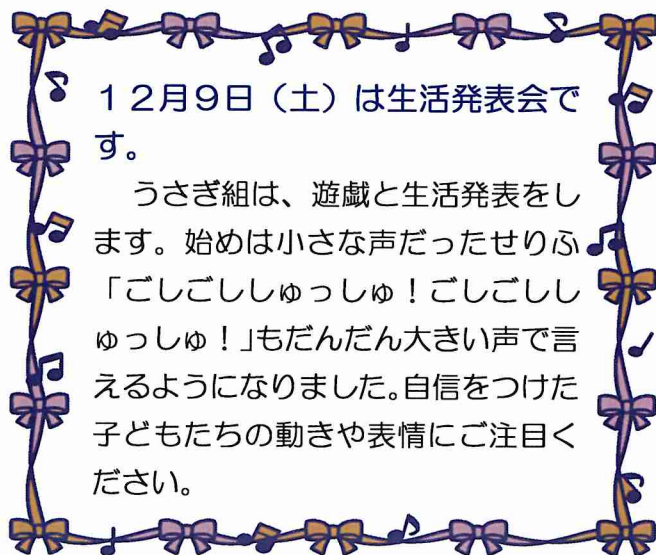 １２月９日（土）は生活発表会で
す。
　うさぎ組は、遊戯と生活発表をし
ます。始めは小さな声だったせりふ
「ごしごししゅっしゅ！ごしごしし
ゅっしゅ！」もだんだん大きい声で言
えるようになりました。自信をつけた
子どもたちの動きや表情にご注目く
ださい。